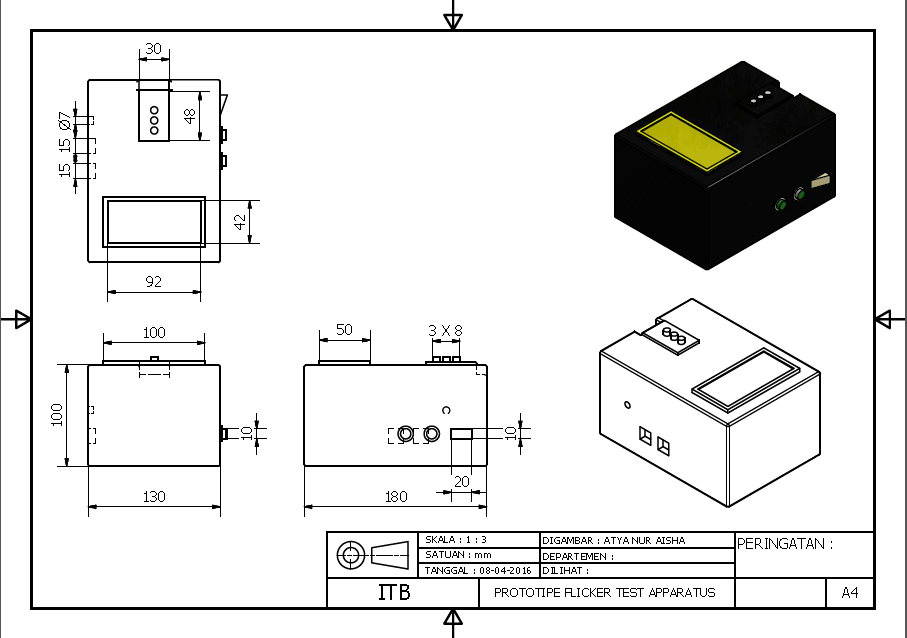 30
48
Ø7
15
15
42
92
100
50
3 X 8
100
10
10
20
130
180
SKALA : 1 : 3
DIGAMBAR : ATYA NUR AISHA
PERINGATAN :
SATUAN : mm
DEPARTEMEN :
TANGGAL : 08-04-2016
DILIHAT :
ITB
PROTOTIPE FLICKER TEST APPARATUS
A4